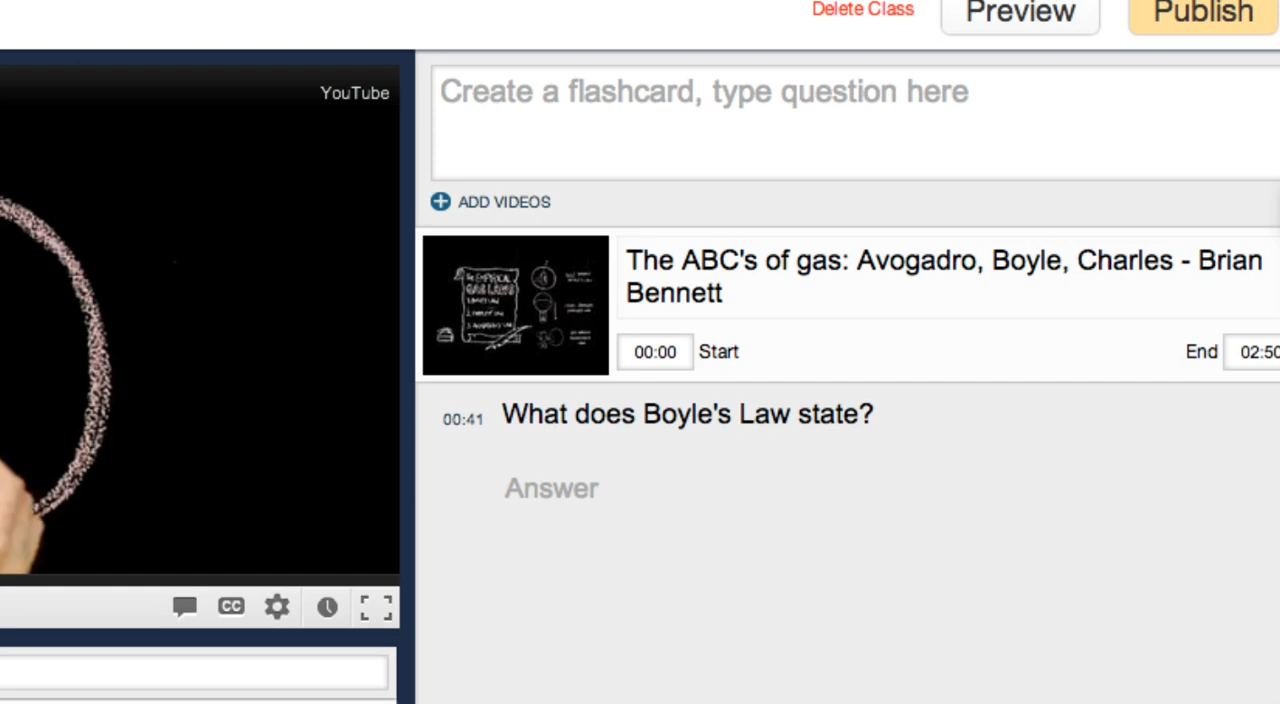 Delete Class
Preview
Publish
YouTube
Create a flashcard, type question here
ADD VIDEOS
The ABC's of gas: Avogadro, Boyle, Charles - Brian
Bennett
00:00 Start
End 02:50
00:41 What does Boyle's Law state?
Answer
CC